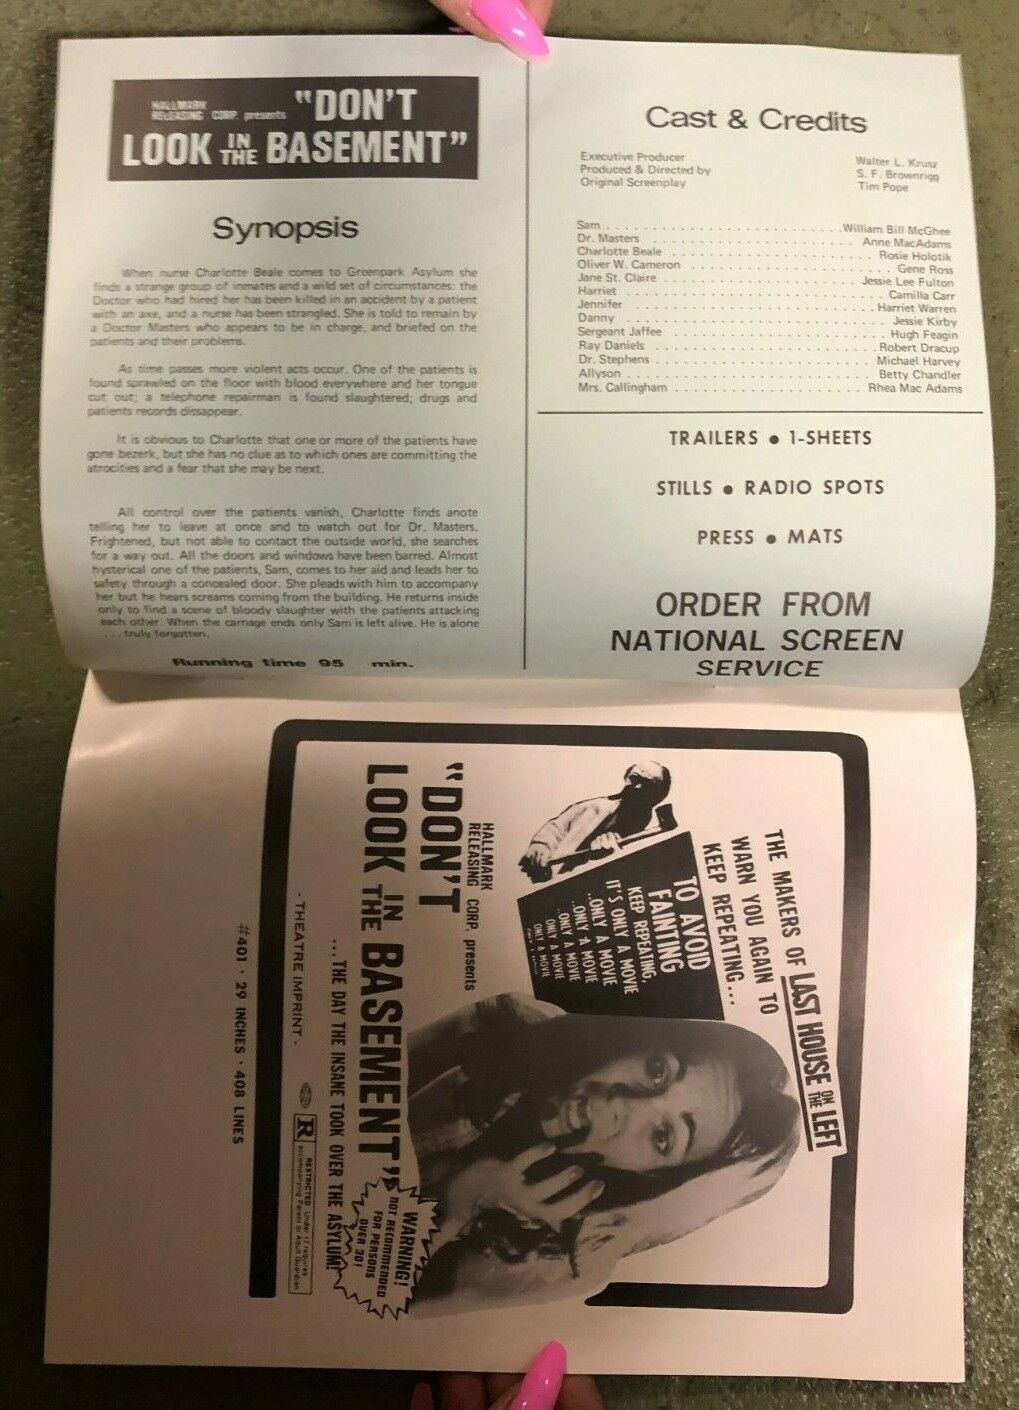 HALLMARK
RELEASING CORP. presents "DON'T
LOOK IN THE BASEMENT"
Synopsis
When nurse Charlotte Beale comes to Greenpark Asylum she
finds a strange group of inmates and a wild set of circumstances: the
Doctor who had hired her has been killed in an accident by a patient
with an axe, and a nurse has been strangled. She is told to remain by
a Doctor Masters who appears to be in charge, and briefed on the
patients and their problems.
As time passes more violent acts occur. One of the patients is
found sprawled on the floor with blood everywhere and her tongue
cut out; a telephone repairman is found slaughtered; drugs and
patients records dissappear.
It is obvious to Charlotte that one or more of the patients have
gone bezerk, but she has no clue as to which ones are committing the
atrocities and a fear that she may be next.
All control over the patients vanish, Charlotte finds anote
telling her to leave at once and to watch out for Dr. Masters.
Frightened, but not able to contact the outside world, she searches
for a way out. All the doors and windows have been barred. Almost
hysterical one of the patients, Sam, comes to her aid and leads her to
safety through a concealed door. She pleads with him to accompany
her but he hears screams coming from the building. He returns inside
only to find a scene of bloody slaughter with the patients attacking
each other. When the carnage ends only Sam is left alive. He is alone
. . . truly forgotten.
Running time 95 min.
Cast & Credits
Executive Producer Walter L. Krusz
Produced & Directed by S. F. Brownrigg
Original Screenplay Tim Pope
Sam William Bill McGhee
Dr. Masters Anne MacAdams
Charlotte Beale Rosie Holotik
Oliver W. Cameron Gene Ross
Jane St. Claire Jessie Lee Fulton
Harriet Camilla Carr
Jennifer Harriet Warren
Danny Jessie Kirby
Sergeant Jaffee Hugh Feagin
Ray Daniels Robert Dracup
Dr. Stephens Michael Harvey
Allyson Betty Chandler
Mrs. Callingham Rhea Mac Adams
TRAILERS • 1-SHEETS
STILLS • RADIO SPOTS
PRESS • MATS
ORDER FROM
NATIONAL SCREEN
SERVICE
THE MAKERS OF LAST HOUSE ON THE LEFT
WARN YOU AGAIN TO
KEEP REPEATING...
TO AVOID
FAINTING
KEEP REPEATING,
IT'S ONLY A MOVIE
..ONLY A MOVIE
..ONLY A MOVIE
..ONLY A MOVIE
..ONLY A MOVIE
ONLY A MOVIE
HALLMARK
RELEASING CORP. presents
"DON'T
LOOK IN THE BASEMENT"
...THE DAY THE INSANE TOOK OVER THE ASYLUM!
WARNING!
NOT RECOMMENDED
FOR PERSONS
OVER 30!
- THEATRE IMPRINT -
R RESTRICTED Under 17 requires
accompanying Parent or Adult Guardian
#401 · 29 INCHES · 408 LINES